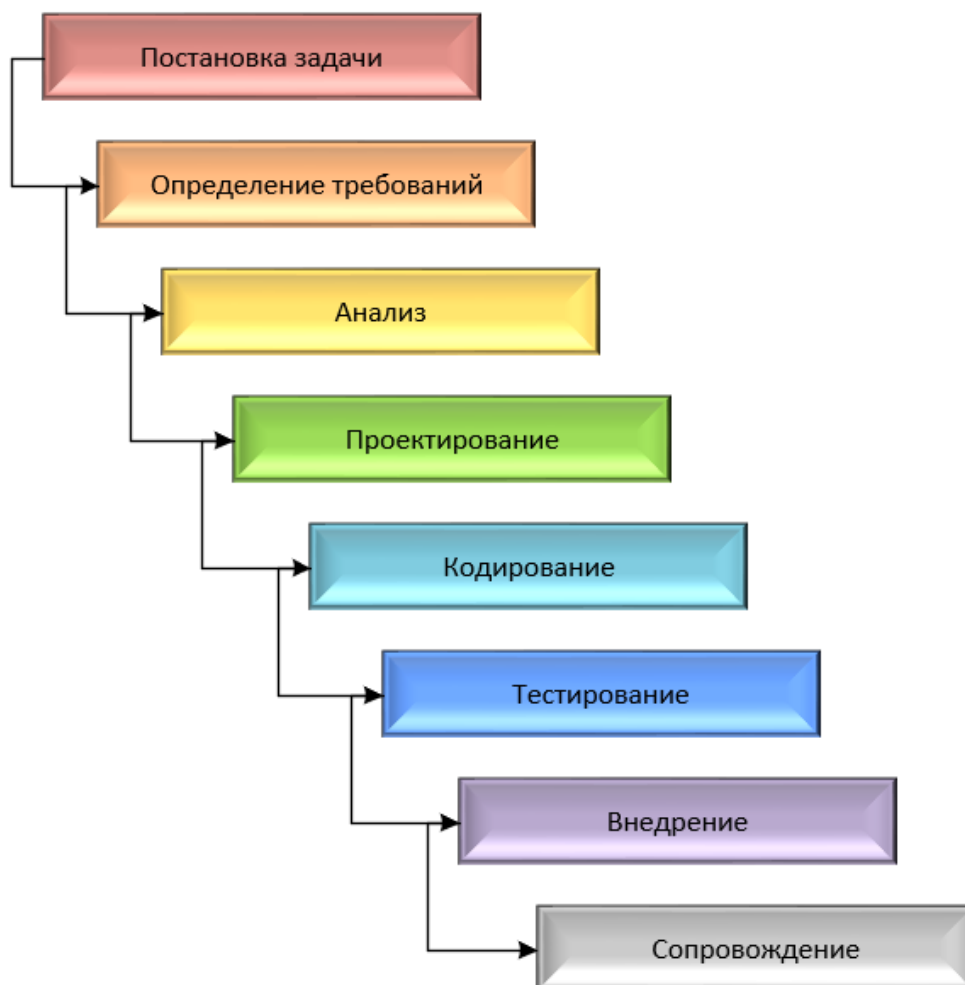 Постановка задачи
Определение требований
Анализ
Проектирование
Кодирование
Тестирование
Внедрение
Сопровождение